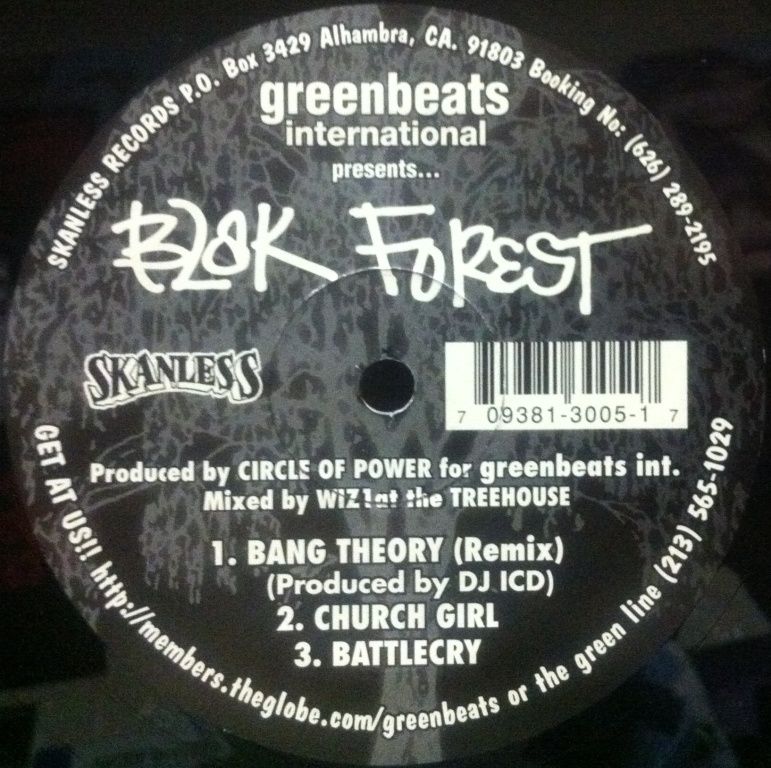 SKANLESS RECORDS P.O. Box 3429 Alhambra, CA. 91803 Booking No: (626) 289-2195
greenbeats
international
presents...
BLAK FOREST
SKANLESS
7 09381-3005-1 7
Produced by CIRCLE OF POWER for greenbeats int.
Mixed by WiZ1at the TREEHOUSE
1. BANG THEORY (Remix)
(Produced by DJ ICD)
2. CHURCH GIRL
3. BATTLECRY
GET AT US!! http://members.theglobe.com/greenbeats or the green line (213) 565-1029